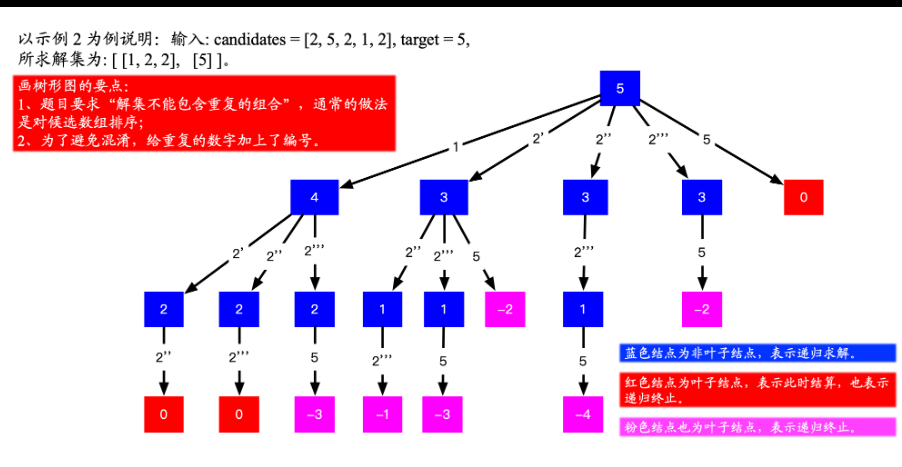 以示例 2 为例说明：输入: candidates = [2, 5, 2, 1, 2], target = 5,
所求解集为: [ [1, 2, 2], [5] ]。
画树形图的要点：
1、题目要求“解集不能包含重复的组合”，通常的做法
是对候选数组排序；
2、为了避免混淆，给重复的数字加上了编号。
5
1 2' 2'' 2''' 5
4 3 3 3 0
2' 2'' 2''' 2'' 2''' 5 2''' 5
2 2 2 1 1 -2 1 -2
2'' 2''' 5 2''' 5 5
0 0 -3 -1 -3 -4
蓝色结点为非叶子结点，表示递归求解。
红色结点为叶子结点，表示此时结算，也表示
递归终止。
粉色结点也为叶子结点，表示递归终止。